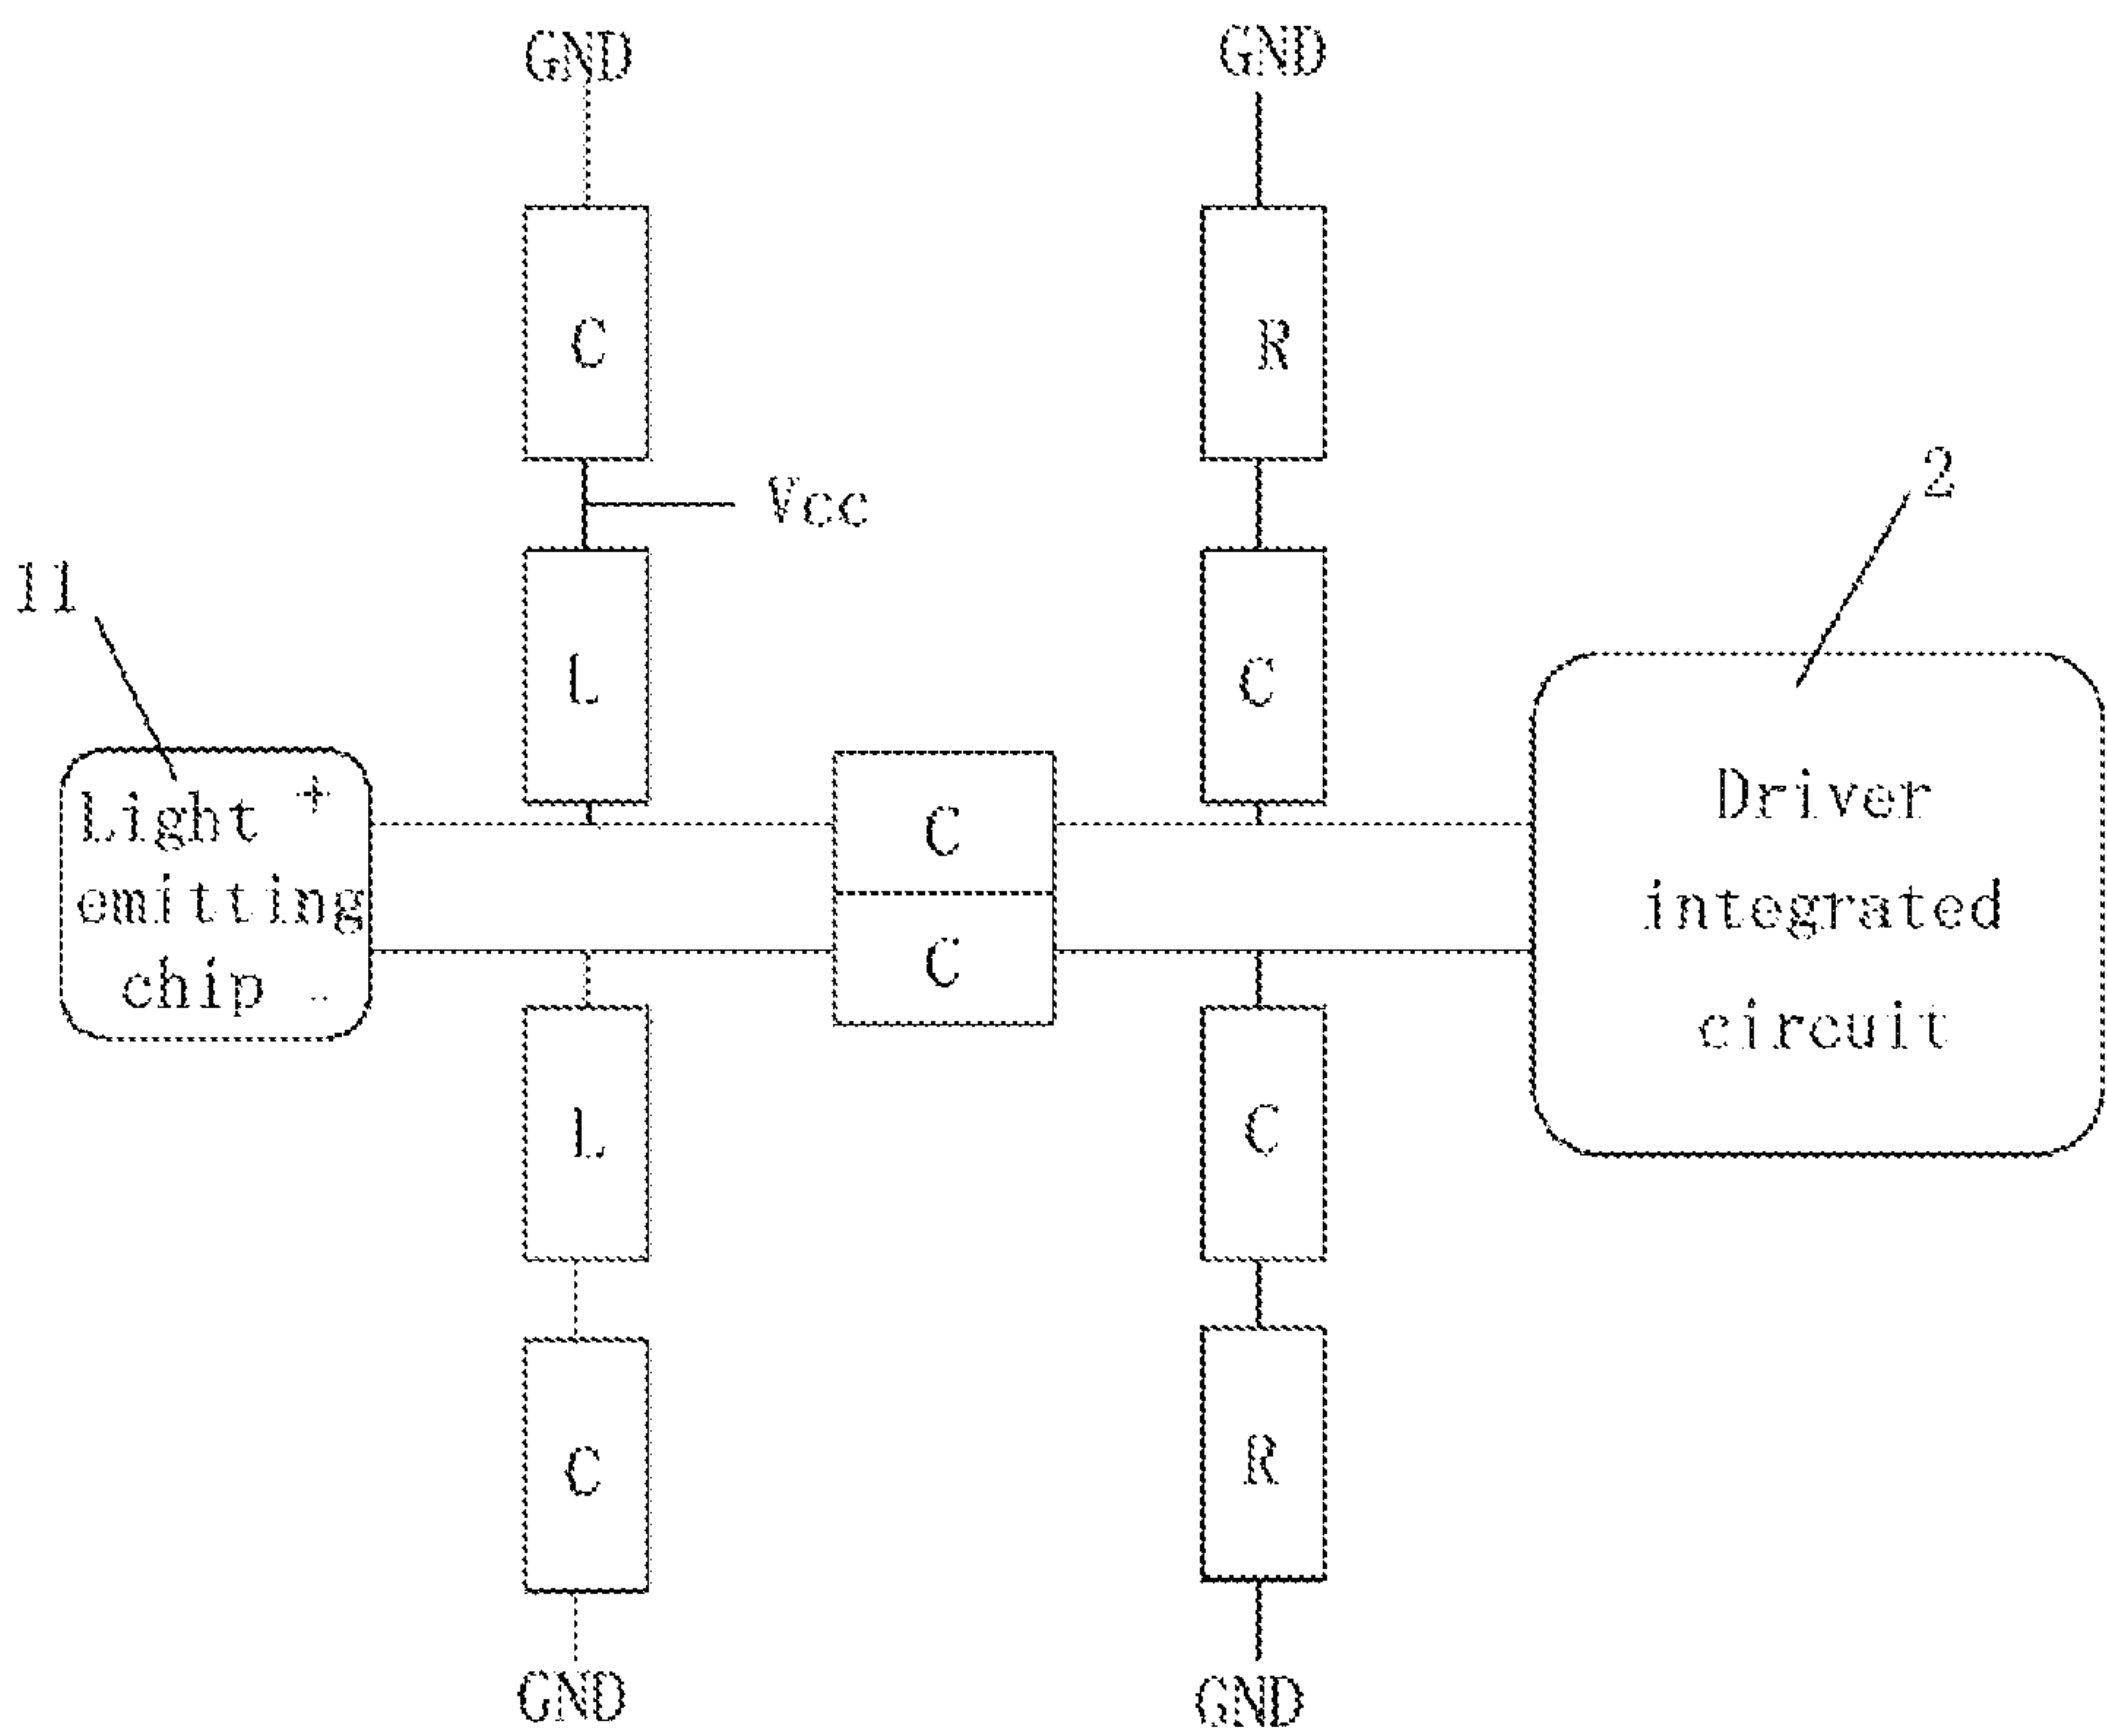 GND
GND
C
R
Vcc
2
11
L
C
Light +
emitting
chip -
C
C
Driver
integrated
circuit
L
C
C
R
GND
GND